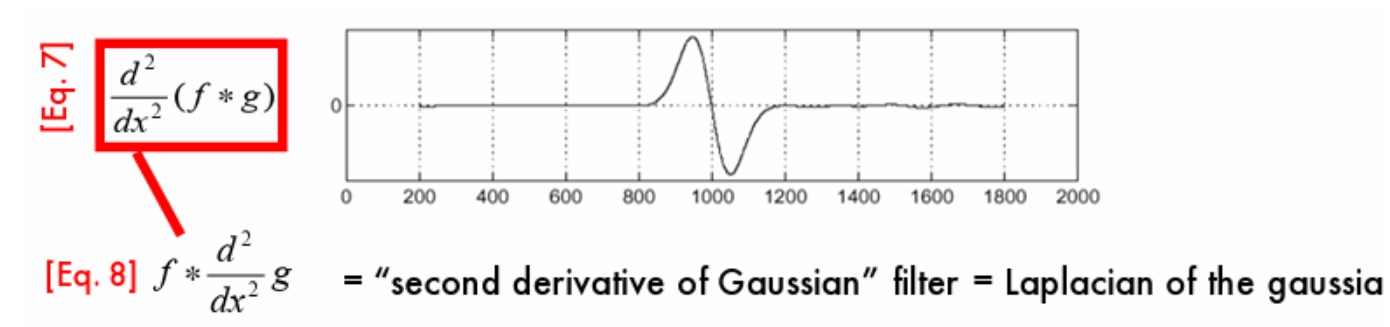 [Eq. 7]
d²/dx² (f * g)
0
0 200 400 600 800 1000 1200 1400 1600 1800 2000
[Eq. 8] f * d²/dx² g = “second derivative of Gaussian” filter = Laplacian of the gaussia